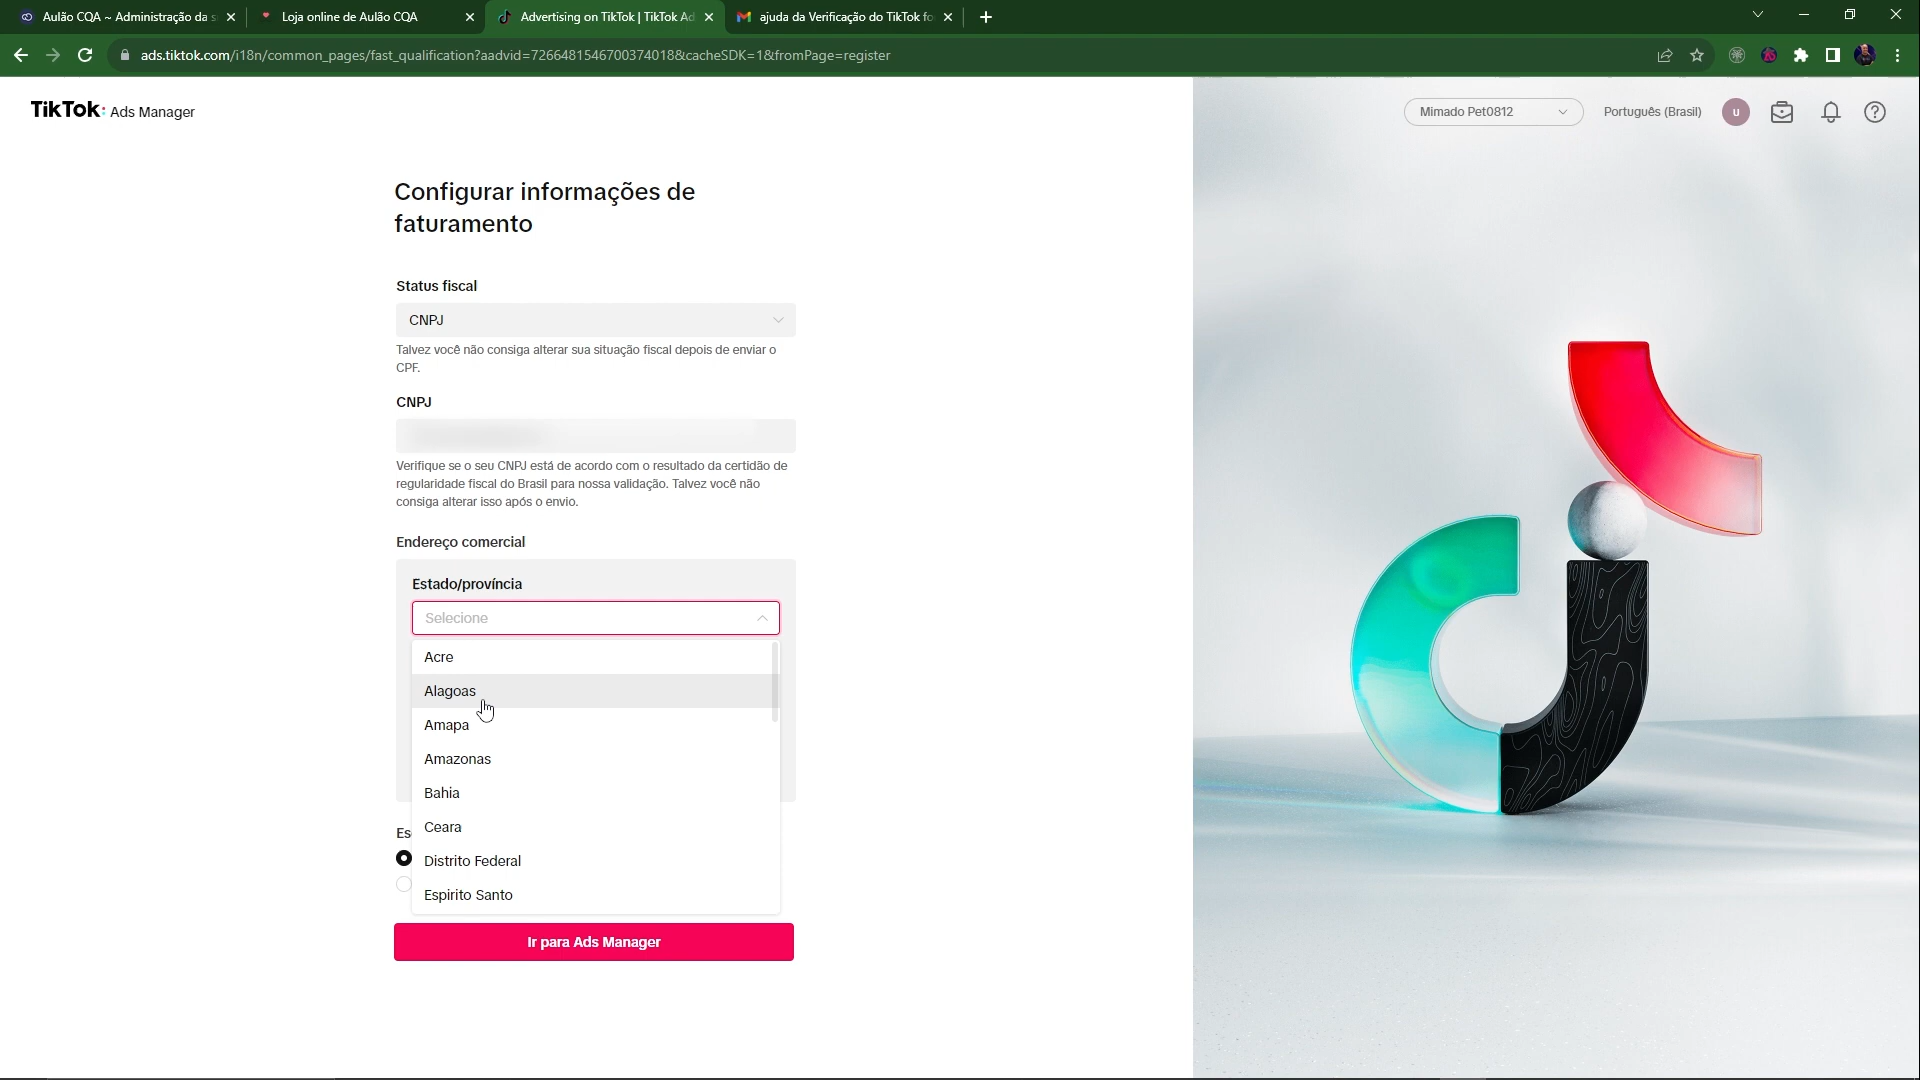 Aulão CQA ~ Administração da s
Loja online de Aulão CQA
Advertising on TikTok | TikTok Ad
ajuda da Verificação do TikTok fo
ads.tiktok.com/i18n/common_pages/fast_qualification?aadvid=7266481546700374018&cacheSDK=1&fromPage=register
TikTok: Ads Manager
Mimado Pet0812
Português (Brasil)
U
Configurar informações de
faturamento
Status fiscal
CNPJ
Talvez você não consiga alterar sua situação fiscal depois de enviar o
CPF.
CNPJ
Verifique se o seu CNPJ está de acordo com o resultado da certidão de
regularidade fiscal do Brasil para nossa validação. Talvez você não
consiga alterar isso após o envio.
Endereço comercial
Estado/província
Selecione
Acre
Alagoas
Amapa
Amazonas
Bahia
Ceara
Es
Distrito Federal
Espirito Santo
Ir para Ads Manager